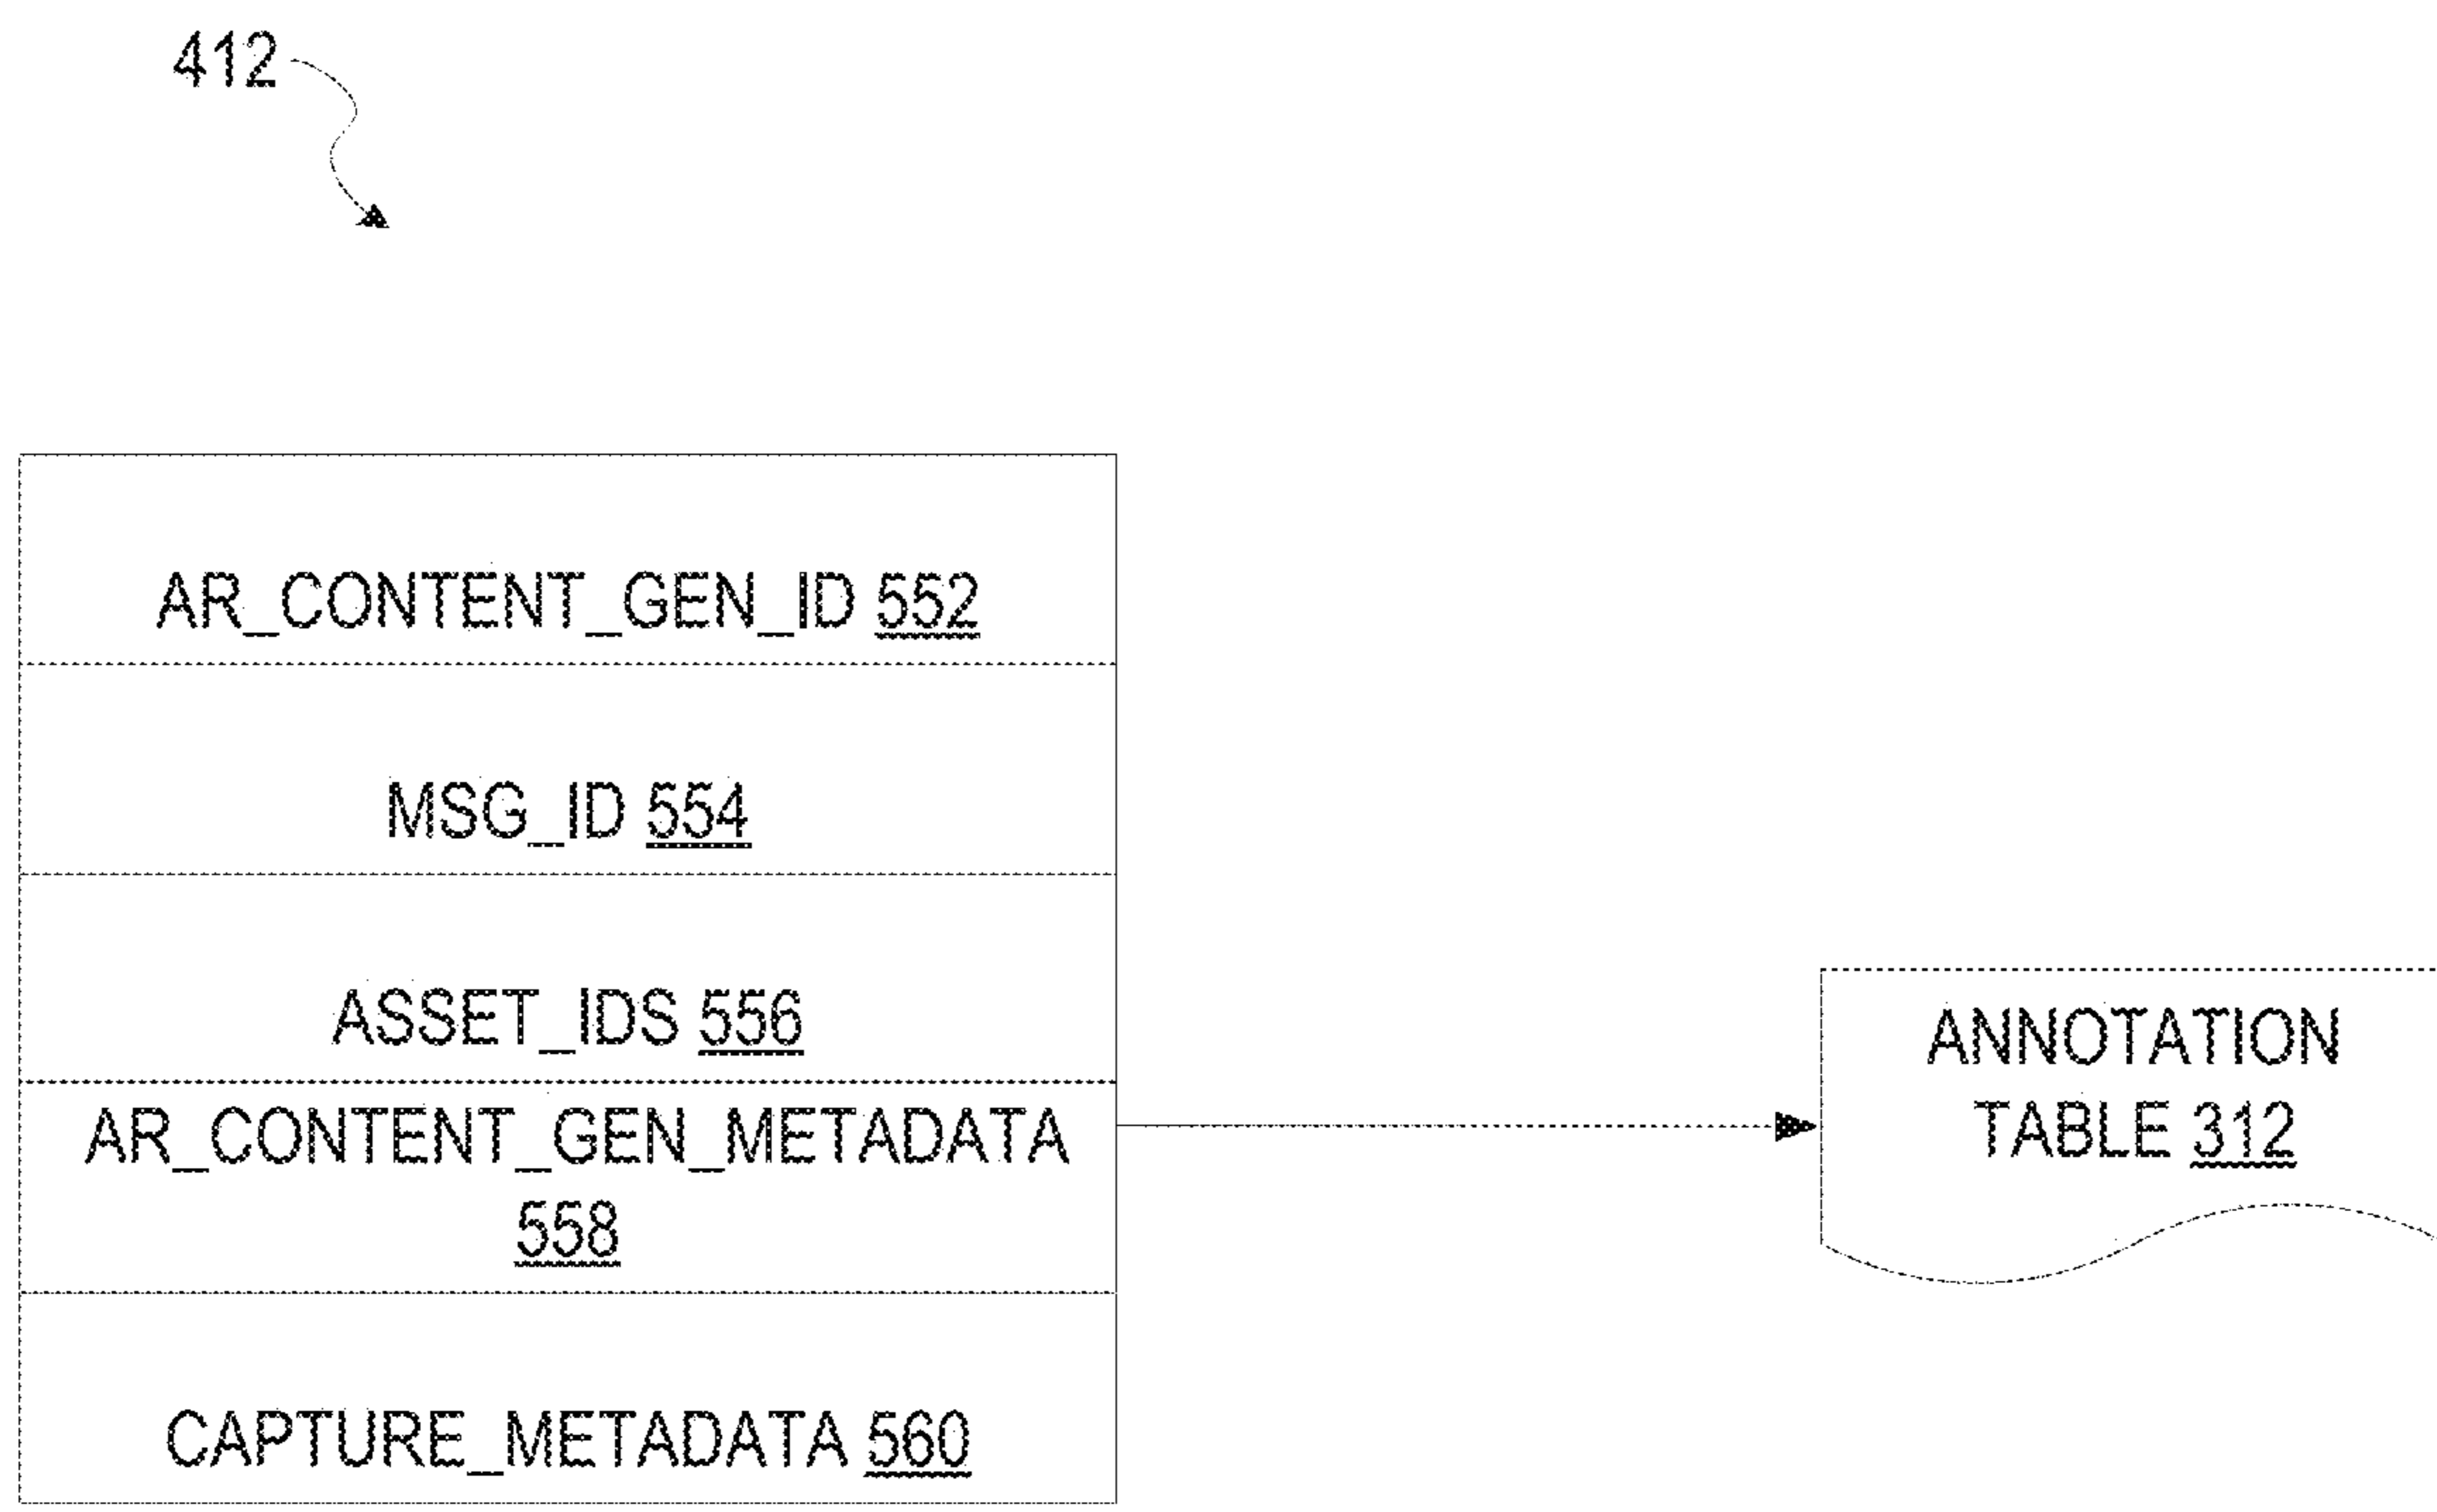 412
AR_CONTENT_GEN_ID 552
MSG_ID 554
ASSET_IDS 556
AR_CONTENT_GEN_METADATA
558
CAPTURE_METADATA 560
ANNOTATION
TABLE 312